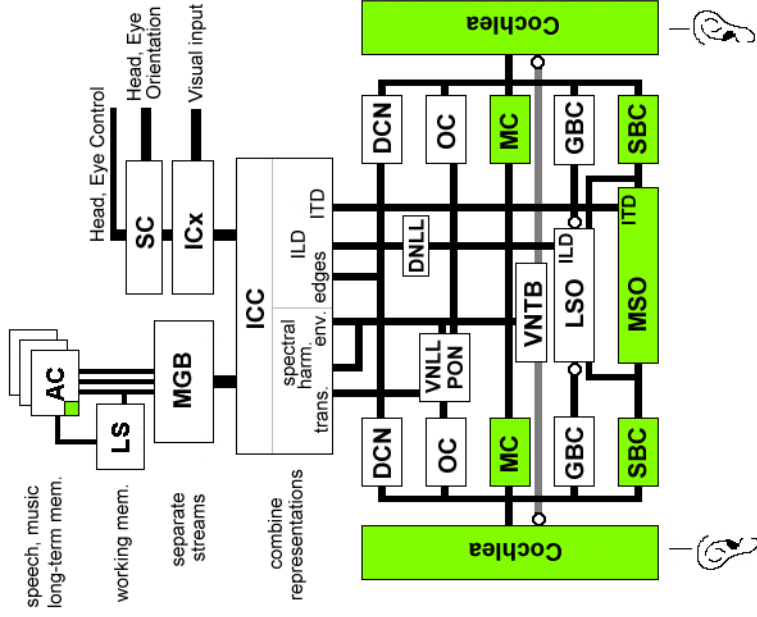 speech, music
long-term mem.
working mem.
separate
streams
combine
representations
AC
LS
MGB
ICC
Head, Eye Control
Head, Eye
Orientation
Visual input
SC
ICx
trans.
spectral
harm.
env.
edges
ILD
ITD
DCN
OC
MC
GBC
SBC
Cochlea
VNLL
PON
DNLL
VNTB
LSO
ILD
MSO
ITD
DCN
OC
MC
GBC
SBC
Cochlea